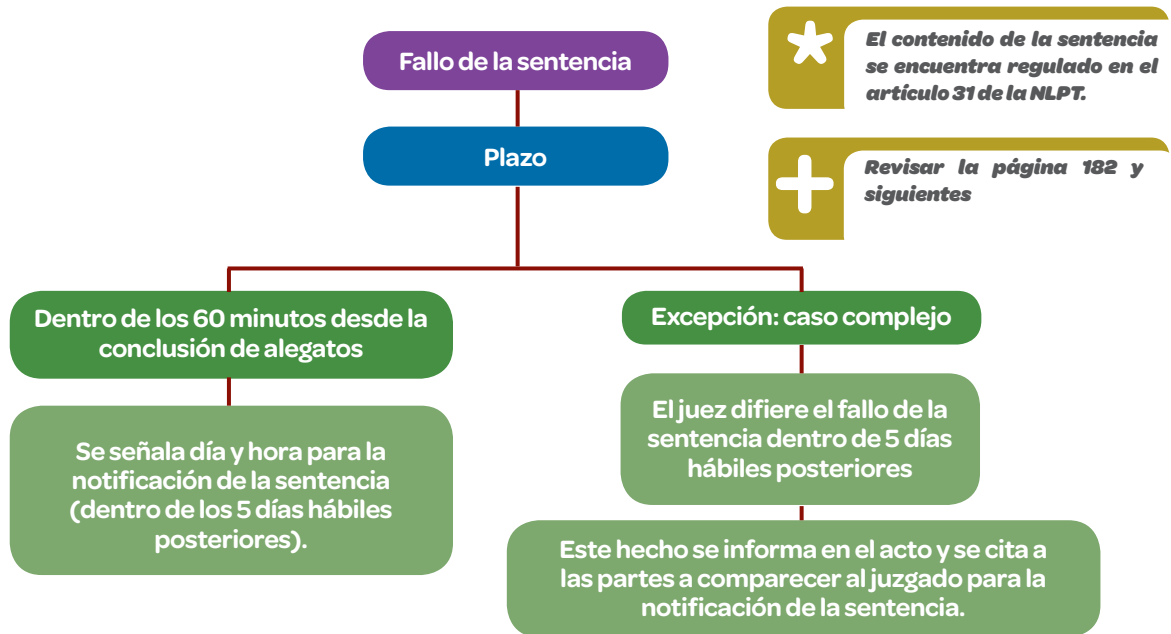 Fallo de la sentencia
Plazo
El contenido de la sentencia
se encuentra regulado en el
artículo 31 de la NLPT.
Revisar la página 182 y
siguientes
Dentro de los 60 minutos desde la
conclusión de alegatos
Se señala día y hora para la
notificación de la sentencia
(dentro de los 5 días hábiles
posteriores).
Excepción: caso complejo
El juez difiere el fallo de la
sentencia dentro de 5 días
hábiles posteriores
Este hecho se informa en el acto y se cita a
las partes a comparecer al juzgado para la
notificación de la sentencia.